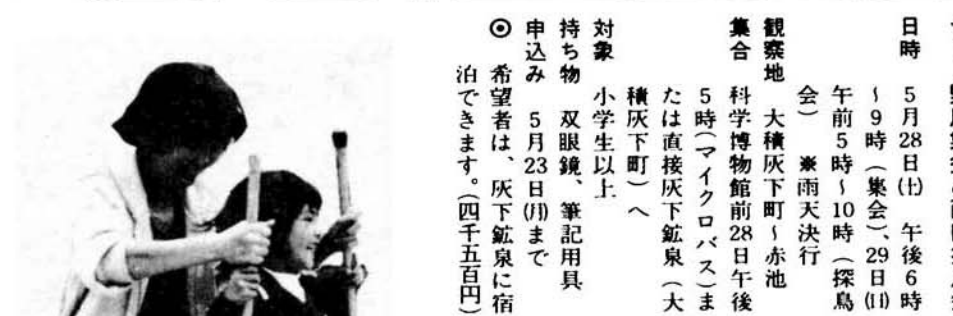 日時　5月28日㈯　午後6時
〜9時（集会）、29日㈰
午前5時〜10時（探鳥
会）　※雨天決行
観察地　大積灰下町〜赤池
集合　科学博物館前28日午後
5時（マイクロバス）ま
たは直接灰下鉱泉（大
積灰下町）へ
対象　小学生以上
持ち物　双眼鏡、筆記用具
申込み　5月23日㈪まで
◉　希望者は、灰下鉱泉に宿
泊できます。（四千五百円）